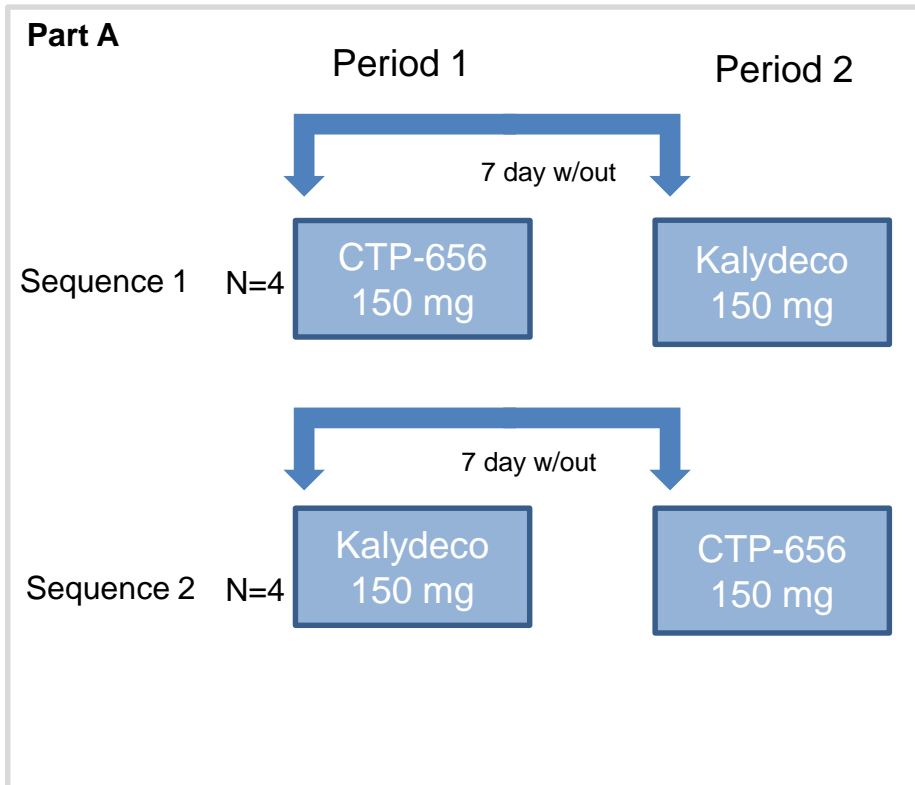 Part A
Period 1
Period 2
7 day w/out
Sequence 1
N=4
CTP-656
150 mg
Kalydeco
150 mg
7 day w/out
Sequence 2
N=4
Kalydeco
150 mg
CTP-656
150 mg